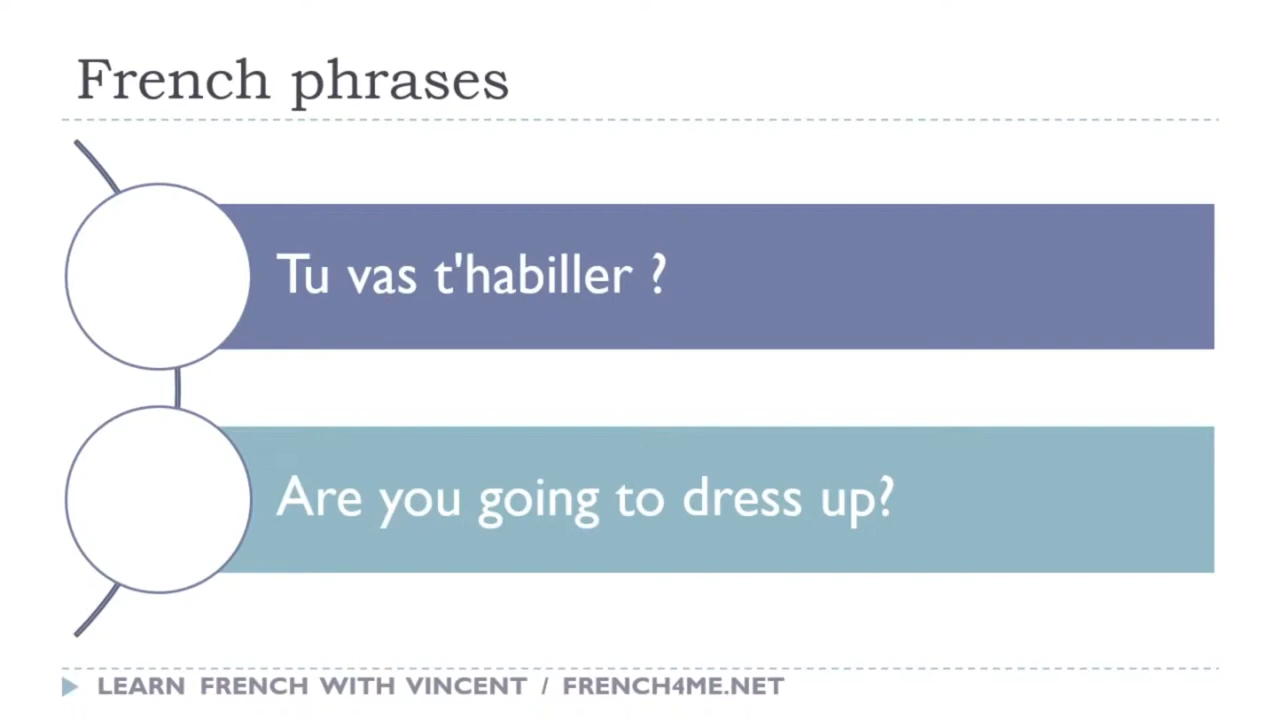 French phrases
Tu vas t'habiller ?
Are you going to dress up?
LEARN FRENCH WITH VINCENT / FRENCH4ME.NET